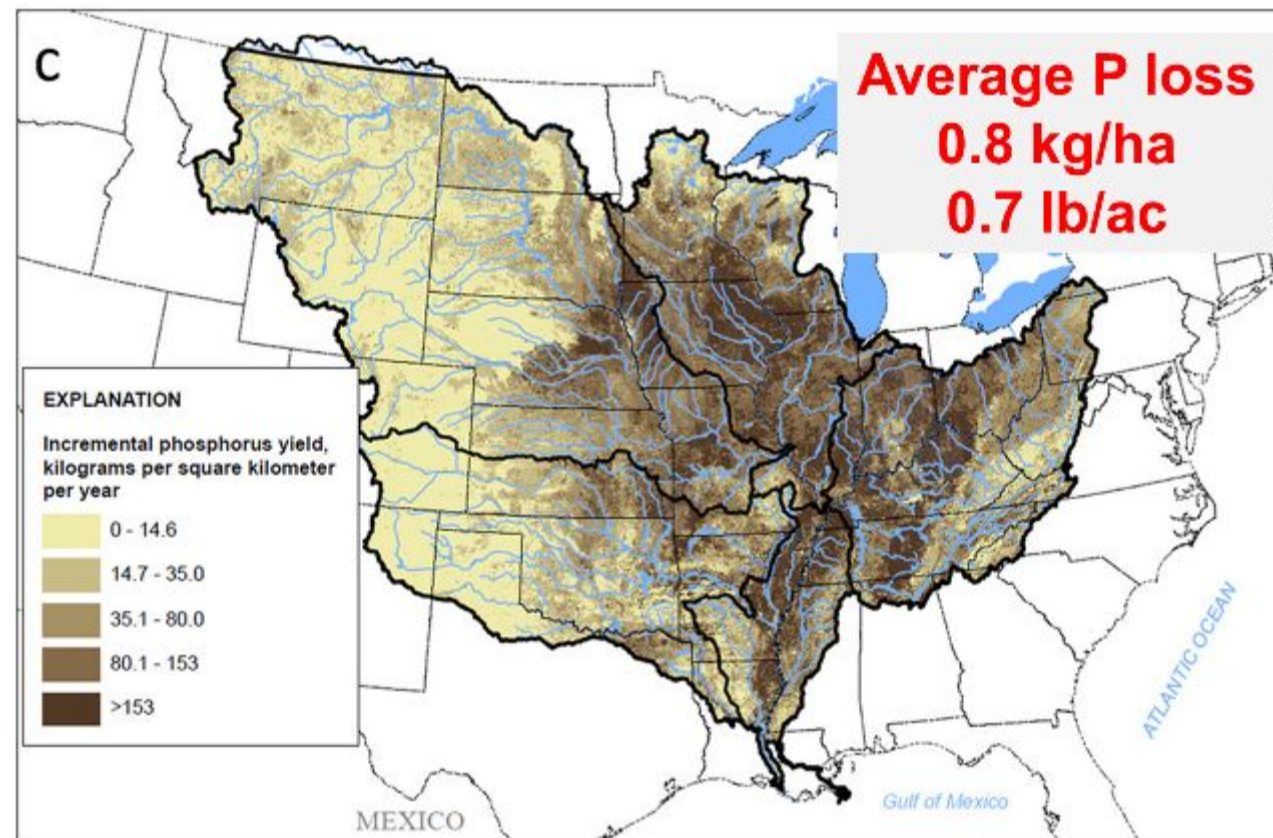 C
Average P loss
0.8 kg/ha
0.7 lb/ac
EXPLANATION
Incremental phosphorus yield,
kilograms per square kilometer
per year
0 - 14.6
14.7 - 35.0
35.1 - 80.0
80.1 - 153
>153
ATLANTIC OCEAN
Gulf of Mexico
MEXICO